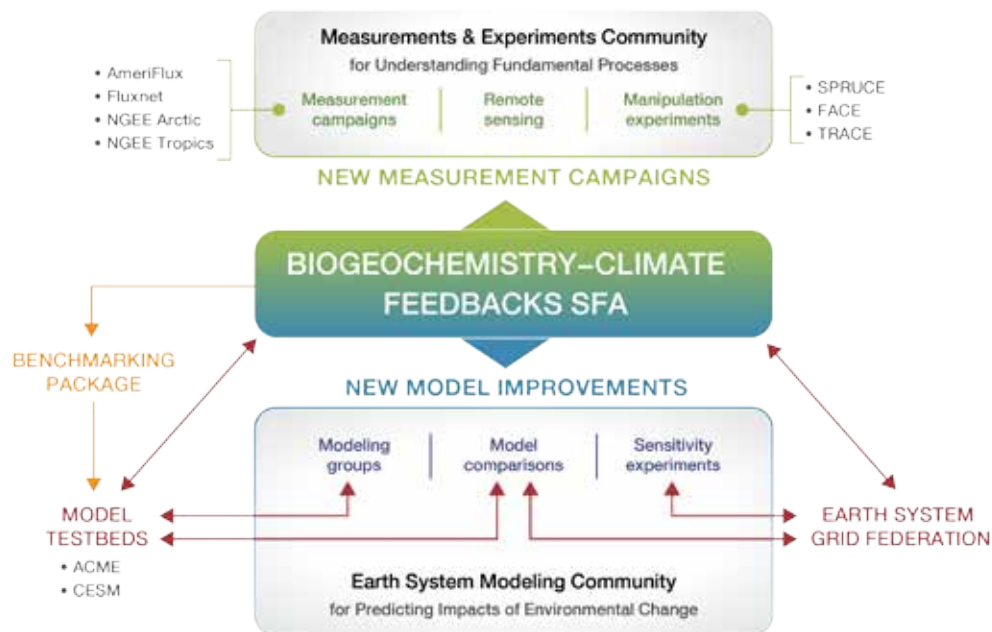 Measurements & Experiments Community
for Understanding Fundamental Processes
• AmeriFlux
• Fluxnet
• NGEE Arctic
• NGEE Tropics
Measurement
campaigns
Remote
sensing
Manipulation
experiments
• SPRUCE
• FACE
• TRACE
NEW MEASUREMENT CAMPAIGNS
BIOGEOCHEMISTRY–CLIMATE
FEEDBACKS SFA
BENCHMARKING
PACKAGE
NEW MODEL IMPROVEMENTS
Modeling
groups
Model
comparisons
Sensitivity
experiments
MODEL
TESTBEDS
• ACME
• CESM
EARTH SYSTEM
GRID FEDERATION
Earth System Modeling Community
for Predicting Impacts of Environmental Change